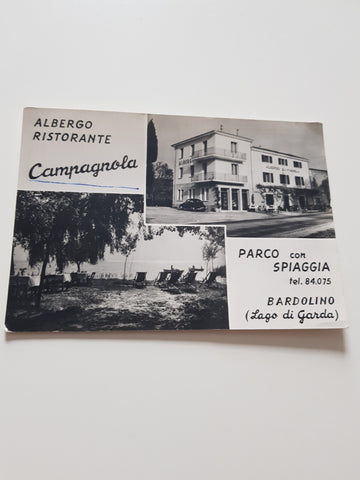 ALBERGO
RISTORANTE
Campagnola
PARCO con
SPIAGGIA
tel. 84.075
BARDOLINO
(Lago di Garda)